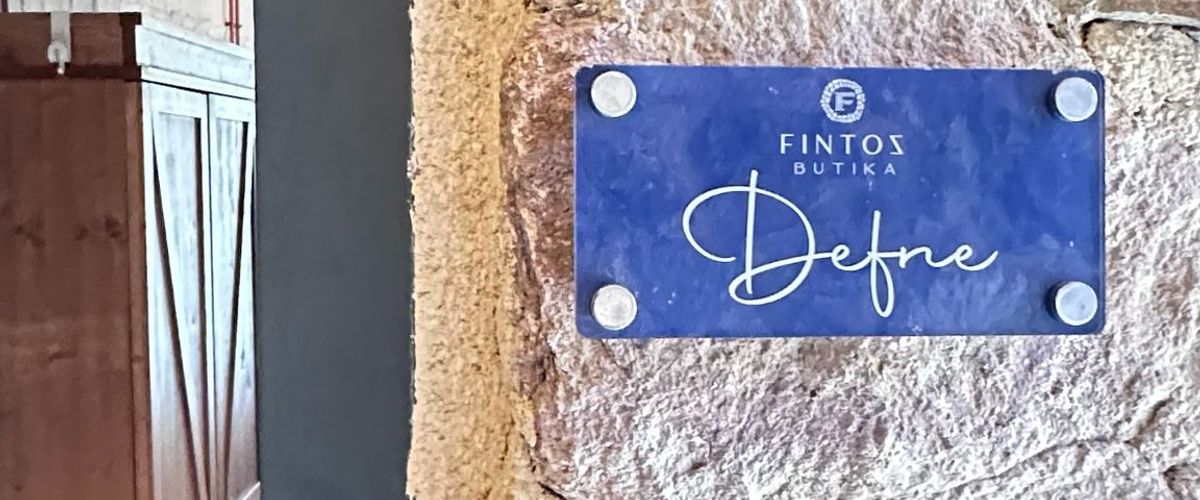 F
FINTOS
BUTIKA
Defne